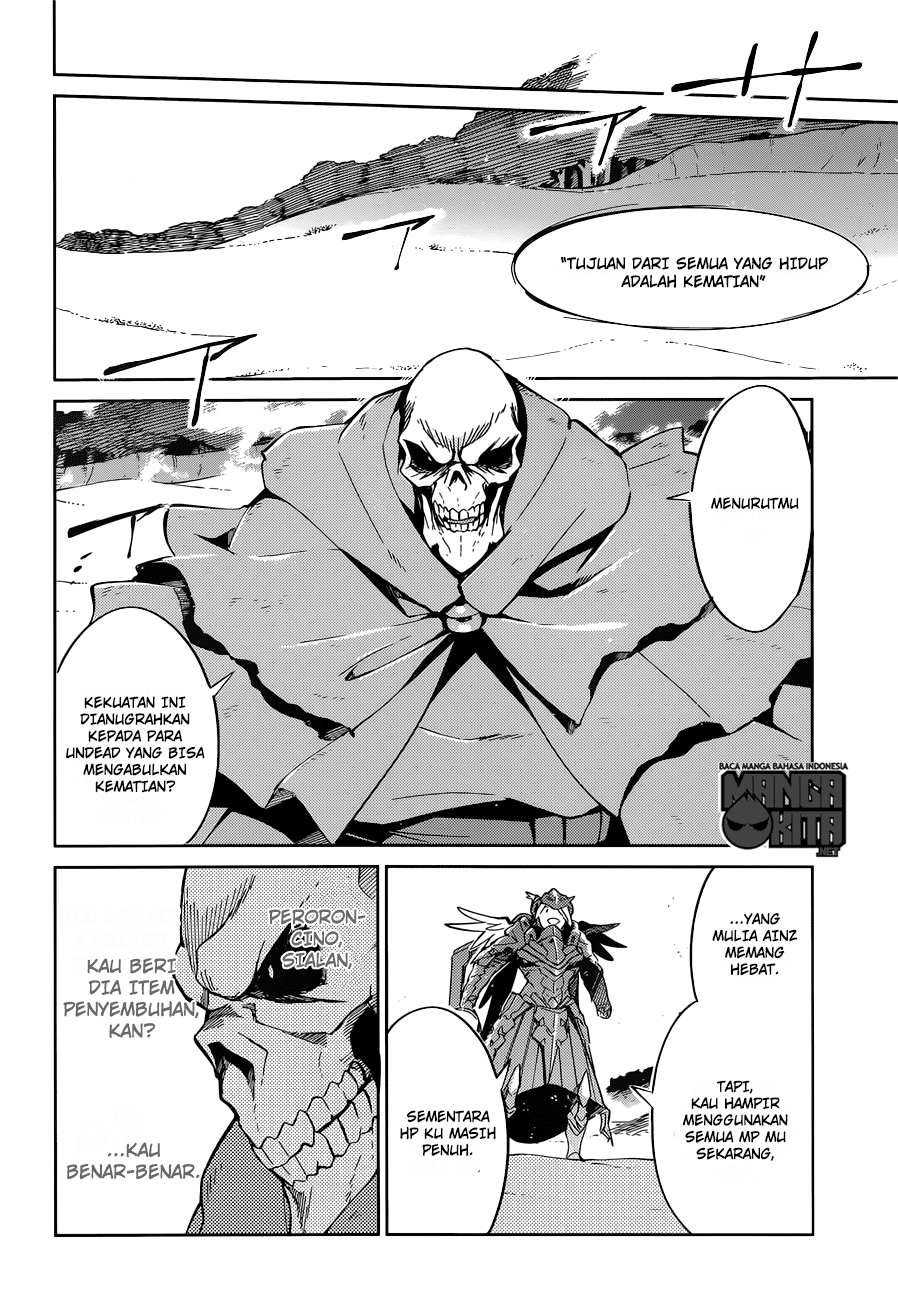 "TUJUAN DARI SEMUA YANG HIDUP
ADALAH KEMATIAN"
MENURUTMU
KEKUATAN INI
DIANUGRAHKAN
KEPADA PARA
UNDEAD YANG BISA
MENGABULKAN
KEMATIAN?
BACA MANGA BAHASA INDONESIA
MANGA
KITA
.NET
...YANG
MULIA AINZ
MEMANG
HEBAT.
TAPI,
KAU HAMPIR
MENGGUNAKAN
SEMUA MP MU
SEKARANG,
SEMENTARA
HP KU MASIH
PENUH.
PERORON-
CINO,
SIALAN,
KAU BERI
DIA ITEM
PENYEMBUHAN,
KAN?
...KAU
BENAR-BENAR.